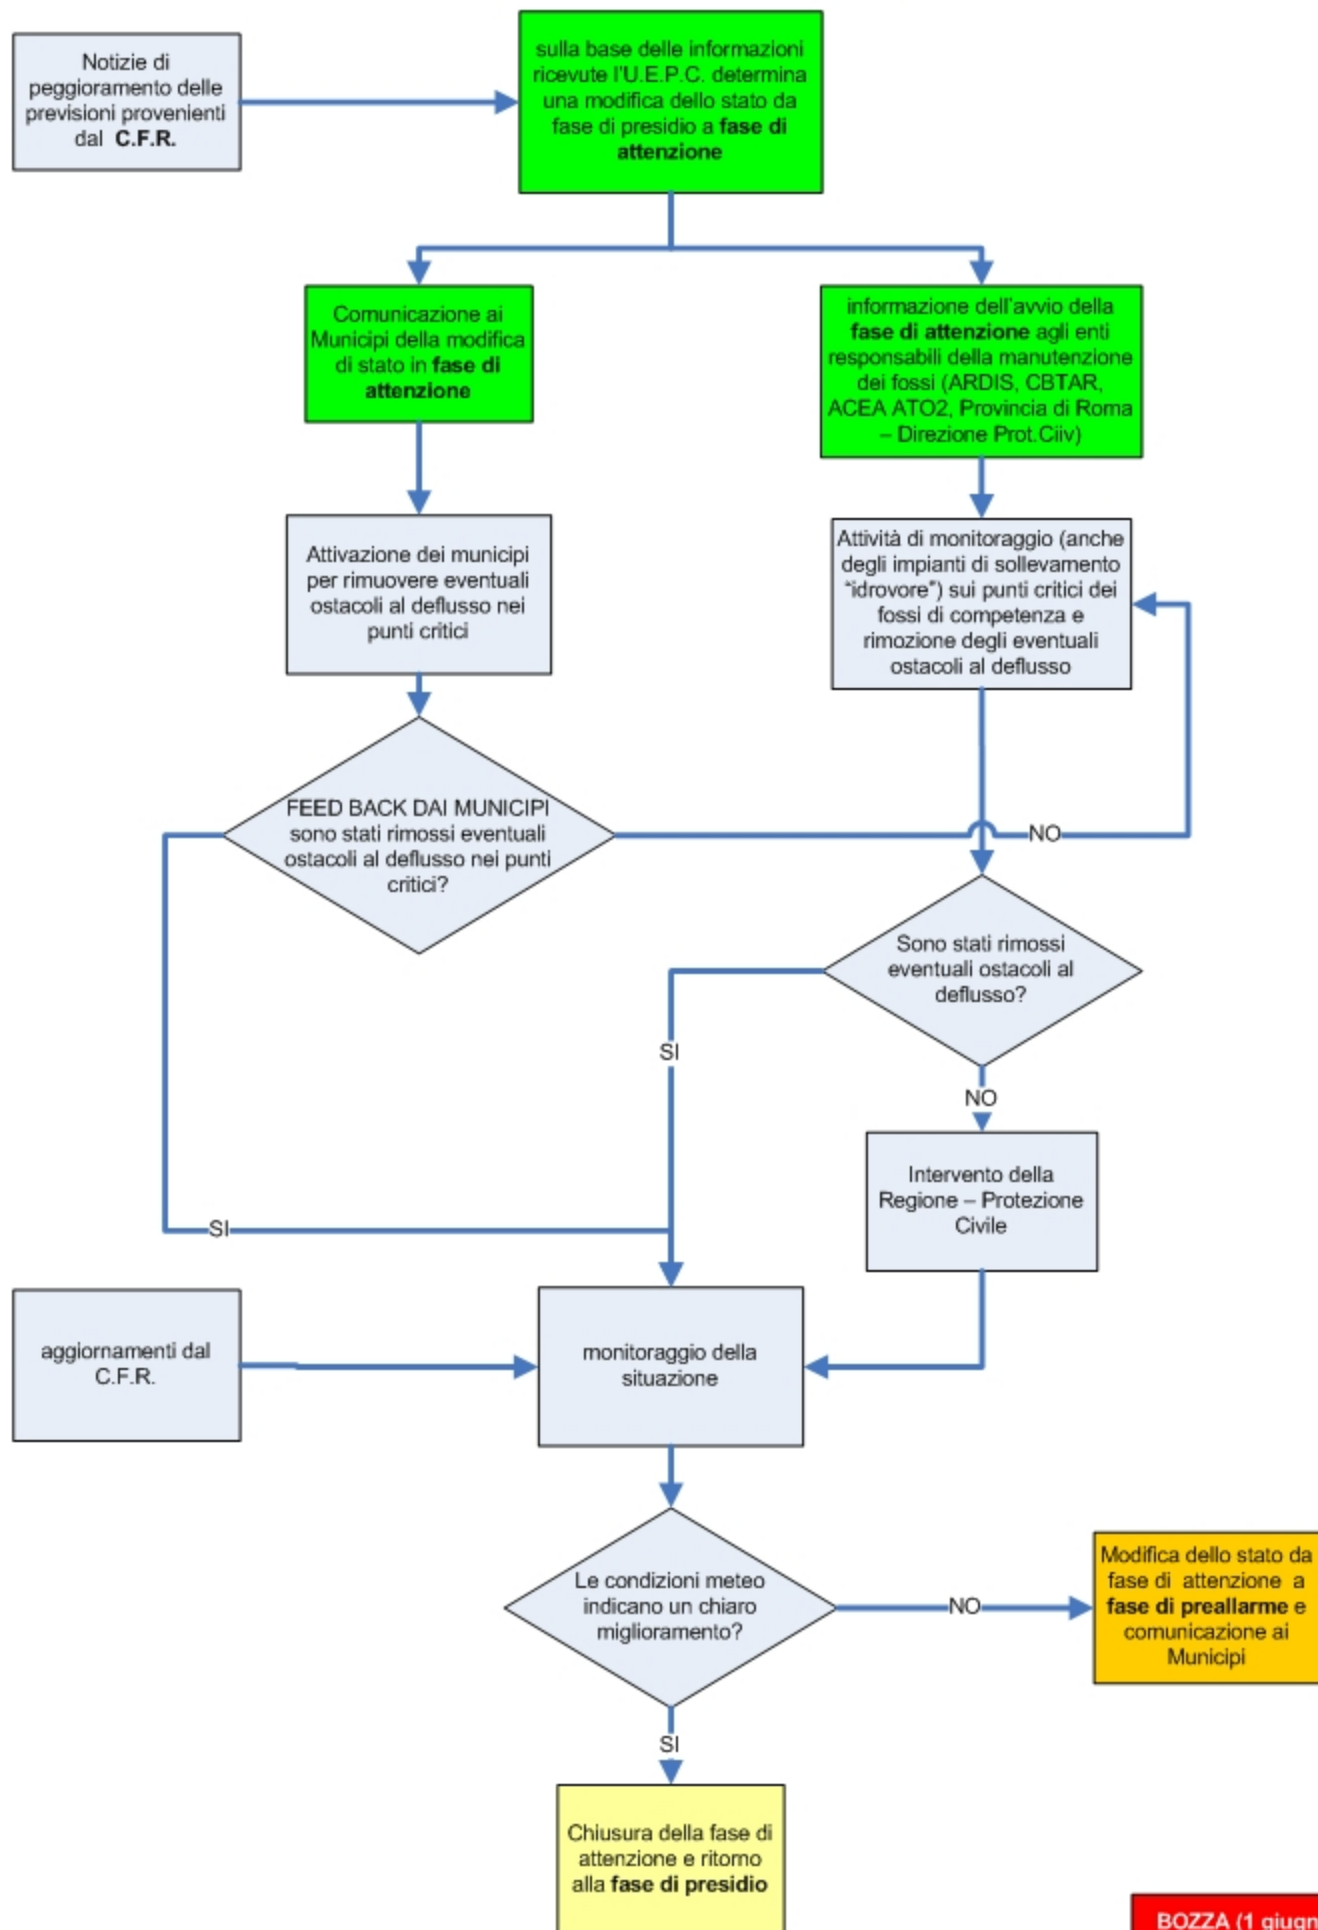 Notizie di
peggioramento delle
previsioni provenienti
dal C.F.R.
sulla base delle informazioni
ricevute l'U.E.P.C. determina
una modifica dello stato da
fase di presidio a fase di
attenzione
Comunicazione ai
Municipi della modifica
di stato in fase di
attenzione
informazione dell'avvio della
fase di attenzione agli enti
responsabili della manutenzione
dei fossi (ARDIS, CBTAR,
ACEA ATO2, Provincia di Roma
– Direzione Prot.Ciiv)
Attivazione dei municipi
per rimuovere eventuali
ostacoli al deflusso nei
punti critici
Attività di monitoraggio (anche
degli impianti di sollevamento
“idrovore”) sui punti critici dei
fossi di competenza e
rimozione degli eventuali
ostacoli al deflusso
FEED BACK DAI MUNICIPI
sono stati rimossi eventuali
ostacoli al deflusso nei punti
critici?
NO
Sono stati rimossi
eventuali ostacoli al
deflusso?
SI
NO
Intervento della
Regione – Protezione
Civile
SI
aggiornamenti dal
C.F.R.
monitoraggio della
situazione
Le condizioni meteo
indicano un chiaro
miglioramento?
NO
Modifica dello stato da
fase di attenzione a
fase di preallarme e
comunicazione ai
Municipi
SI
Chiusura della fase di
attenzione e ritorno
alla fase di presidio
BOZZA (1 giugn